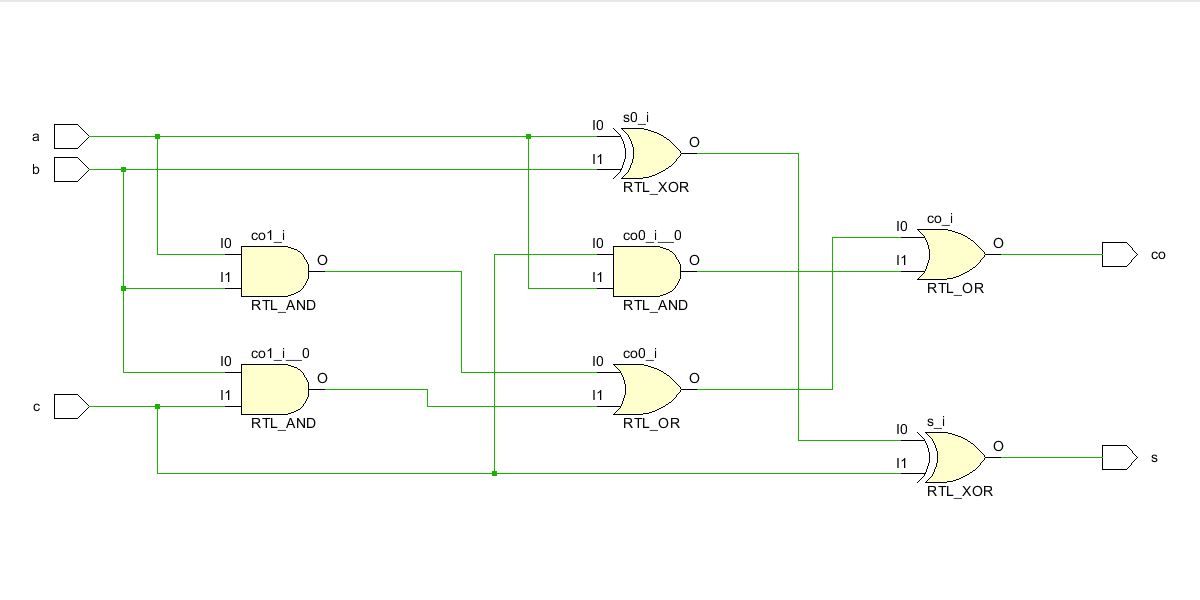 a
b
c
I0
I1
s0_i
O
RTL_XOR
I0
I1
co1_i
O
RTL_AND
I0
I1
co0_i__0
O
RTL_AND
I0
I1
co_i
O
RTL_OR
co
I0
I1
co1_i__0
O
RTL_AND
I0
I1
co0_i
O
RTL_OR
I0
I1
s_i
O
RTL_XOR
s